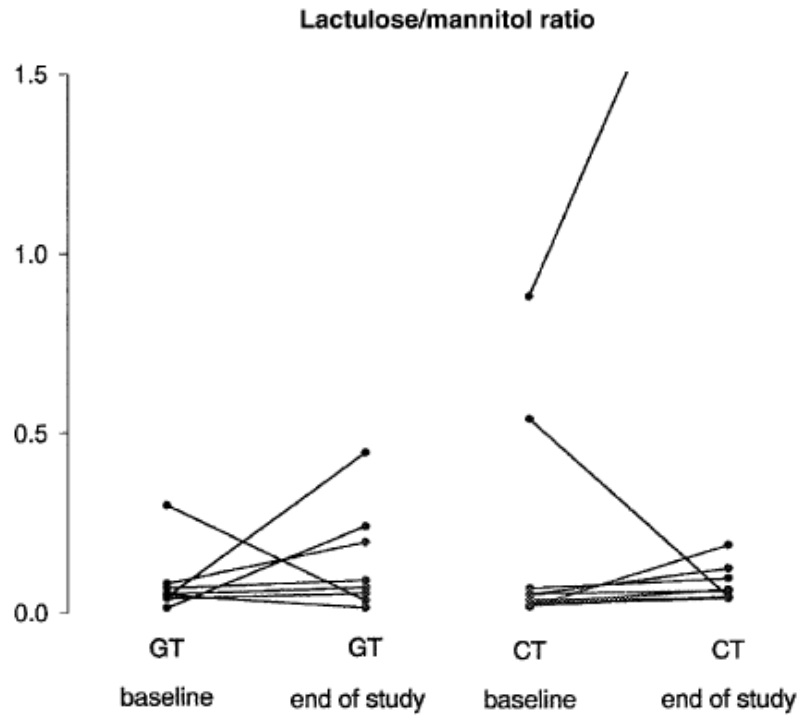 Lactulose/mannitol ratio
1.5
1.0
0.5
0.0
GT GT CT CT
baseline end of study baseline end of study